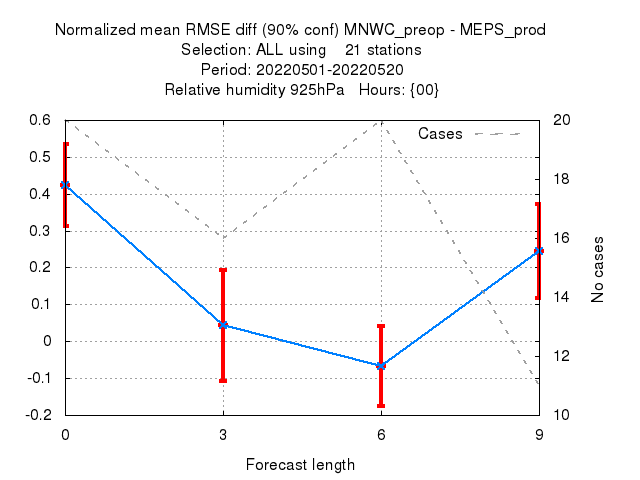 Normalized mean RMSE diff (90% conf) MNWC_preop - MEPS_prod
Selection: ALL using    21 stations
Period: 20220501-20220520
Relative humidity 925hPa   Hours: {00}
Cases
0.6
0.5
0.4
0.3
0.2
0.1
0
-0.1
-0.2
20
18
16
14
12
10
No cases
0 3 6 9
Forecast length